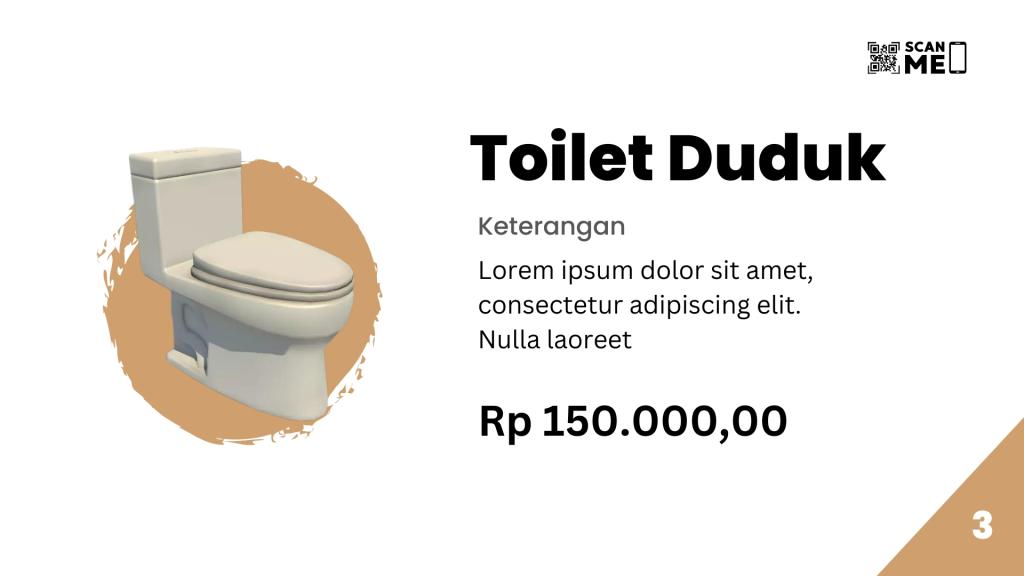 SCAN
ME
Toilet Duduk
Keterangan
Lorem ipsum dolor sit amet,
consectetur adipiscing elit.
Nulla laoreet
Rp 150.000,00
3